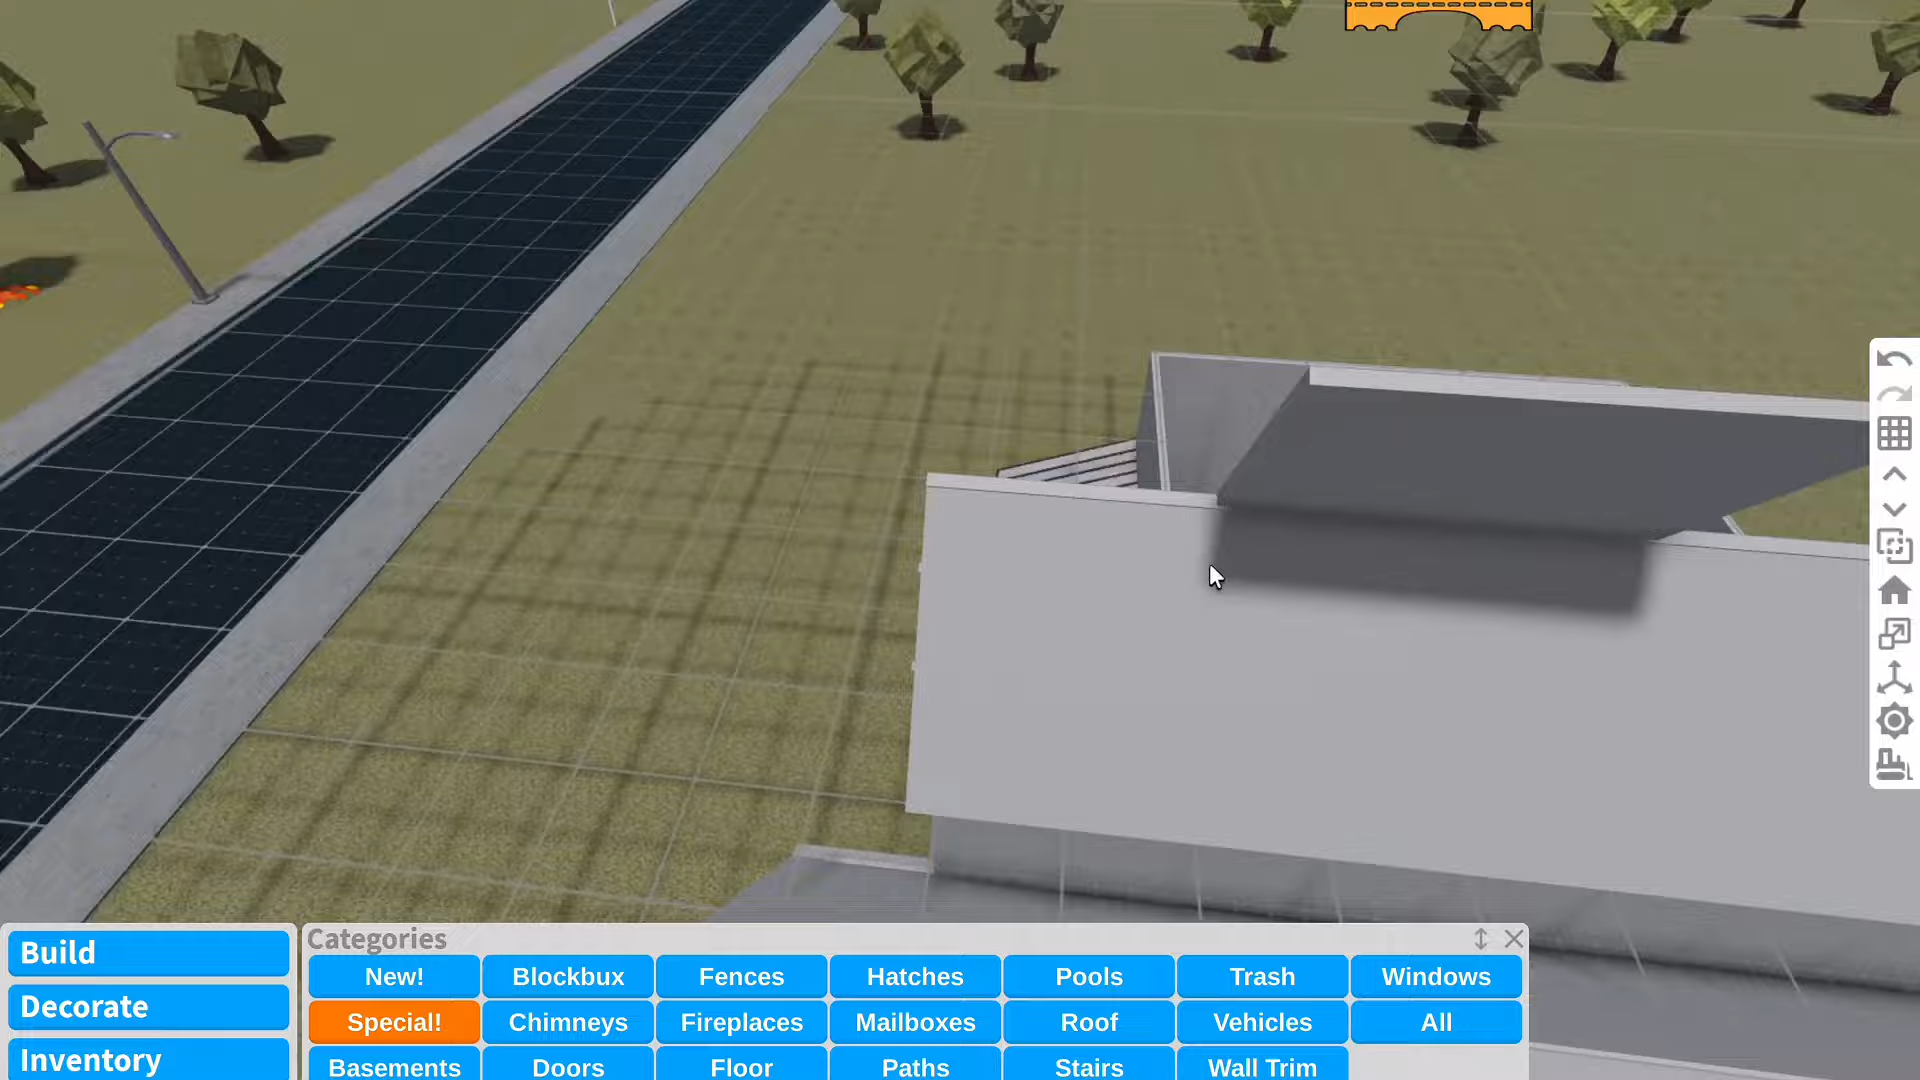 Build
Decorate
Inventory
Categories
New! Blockbux Fences Hatches Pools Trash Windows
Special! Chimneys Fireplaces Mailboxes Roof Vehicles All
Basements Doors Floor Paths Stairs Wall Trim